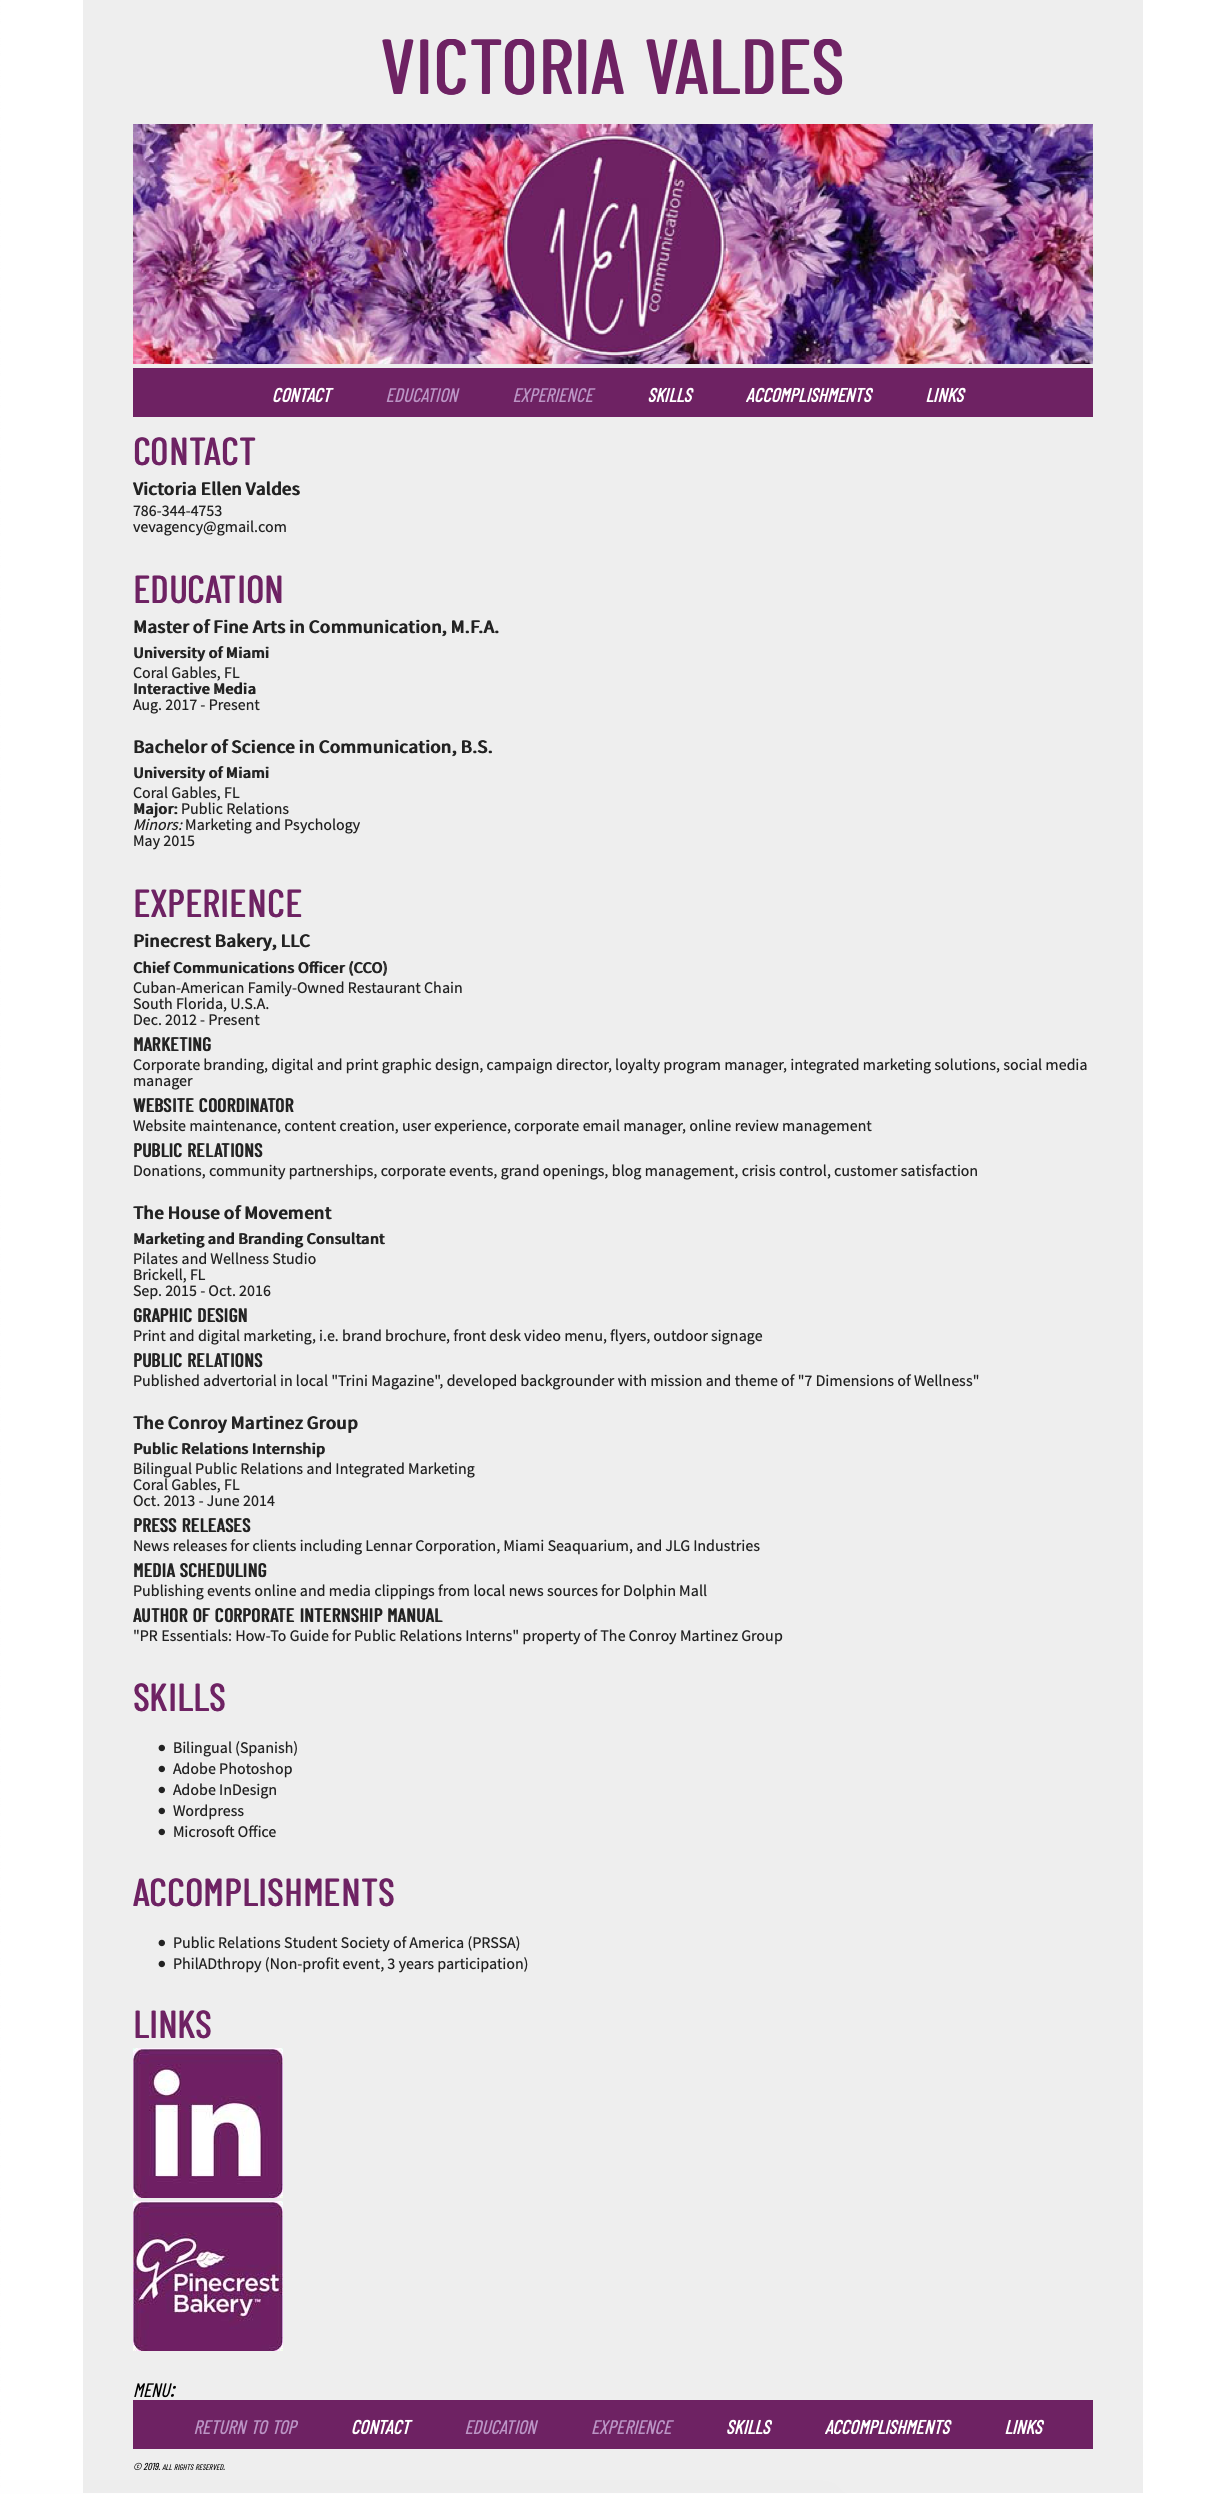 VICTORIA VALDES
VEV communications
CONTACT EDUCATION EXPERIENCE SKILLS ACCOMPLISHMENTS LINKS
CONTACT
Victoria Ellen Valdes
786-344-4753
vevagency@gmail.com
EDUCATION
Master of Fine Arts in Communication, M.F.A.
University of Miami
Coral Gables, FL
Interactive Media
Aug. 2017 - Present
Bachelor of Science in Communication, B.S.
University of Miami
Coral Gables, FL
Major: Public Relations
Minors: Marketing and Psychology
May 2015
EXPERIENCE
Pinecrest Bakery, LLC
Chief Communications Officer (CCO)
Cuban-American Family-Owned Restaurant Chain
South Florida, U.S.A.
Dec. 2012 - Present
MARKETING
Corporate branding, digital and print graphic design, campaign director, loyalty program manager, integrated marketing solutions, social media
manager
WEBSITE COORDINATOR
Website maintenance, content creation, user experience, corporate email manager, online review management
PUBLIC RELATIONS
Donations, community partnerships, corporate events, grand openings, blog management, crisis control, customer satisfaction
The House of Movement
Marketing and Branding Consultant
Pilates and Wellness Studio
Brickell, FL
Sep. 2015 - Oct. 2016
GRAPHIC DESIGN
Print and digital marketing, i.e. brand brochure, front desk video menu, flyers, outdoor signage
PUBLIC RELATIONS
Published advertorial in local "Trini Magazine", developed backgrounder with mission and theme of "7 Dimensions of Wellness"
The Conroy Martinez Group
Public Relations Internship
Bilingual Public Relations and Integrated Marketing
Coral Gables, FL
Oct. 2013 - June 2014
PRESS RELEASES
News releases for clients including Lennar Corporation, Miami Seaquarium, and JLG Industries
MEDIA SCHEDULING
Publishing events online and media clippings from local news sources for Dolphin Mall
AUTHOR OF CORPORATE INTERNSHIP MANUAL
"PR Essentials: How-To Guide for Public Relations Interns" property of The Conroy Martinez Group
SKILLS
• Bilingual (Spanish)
• Adobe Photoshop
• Adobe InDesign
• Wordpress
• Microsoft Office
ACCOMPLISHMENTS
• Public Relations Student Society of America (PRSSA)
• PhilADthropy (Non-profit event, 3 years participation)
LINKS
in
Pinecrest
Bakery™
MENU:
RETURN TO TOP CONTACT EDUCATION EXPERIENCE SKILLS ACCOMPLISHMENTS LINKS
© 2019. ALL RIGHTS RESERVED.